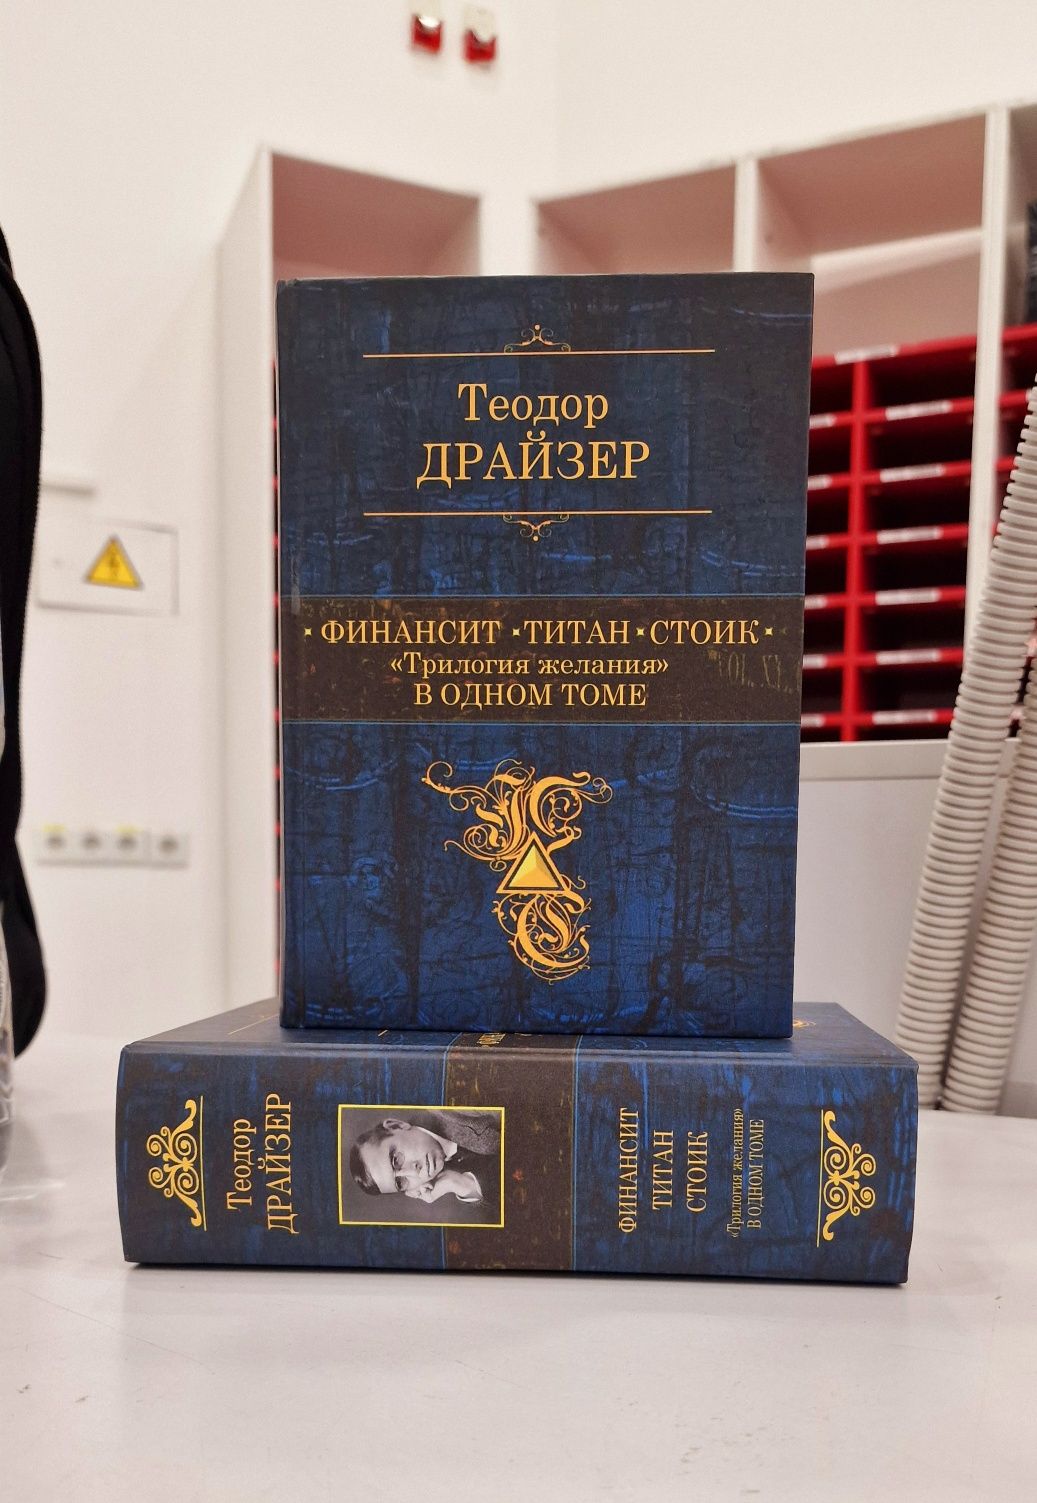 Теодор
ДРАЙЗЕР
ФИНАНСИТ · ТИТАН · СТОИК
«Трилогия желания»
В ОДНОМ ТОМЕ
Теодор
ДРАЙЗЕР
ФИНАНСИТ
ТИТАН
СТОИК
«Трилогия желания»
В ОДНОМ ТОМЕ